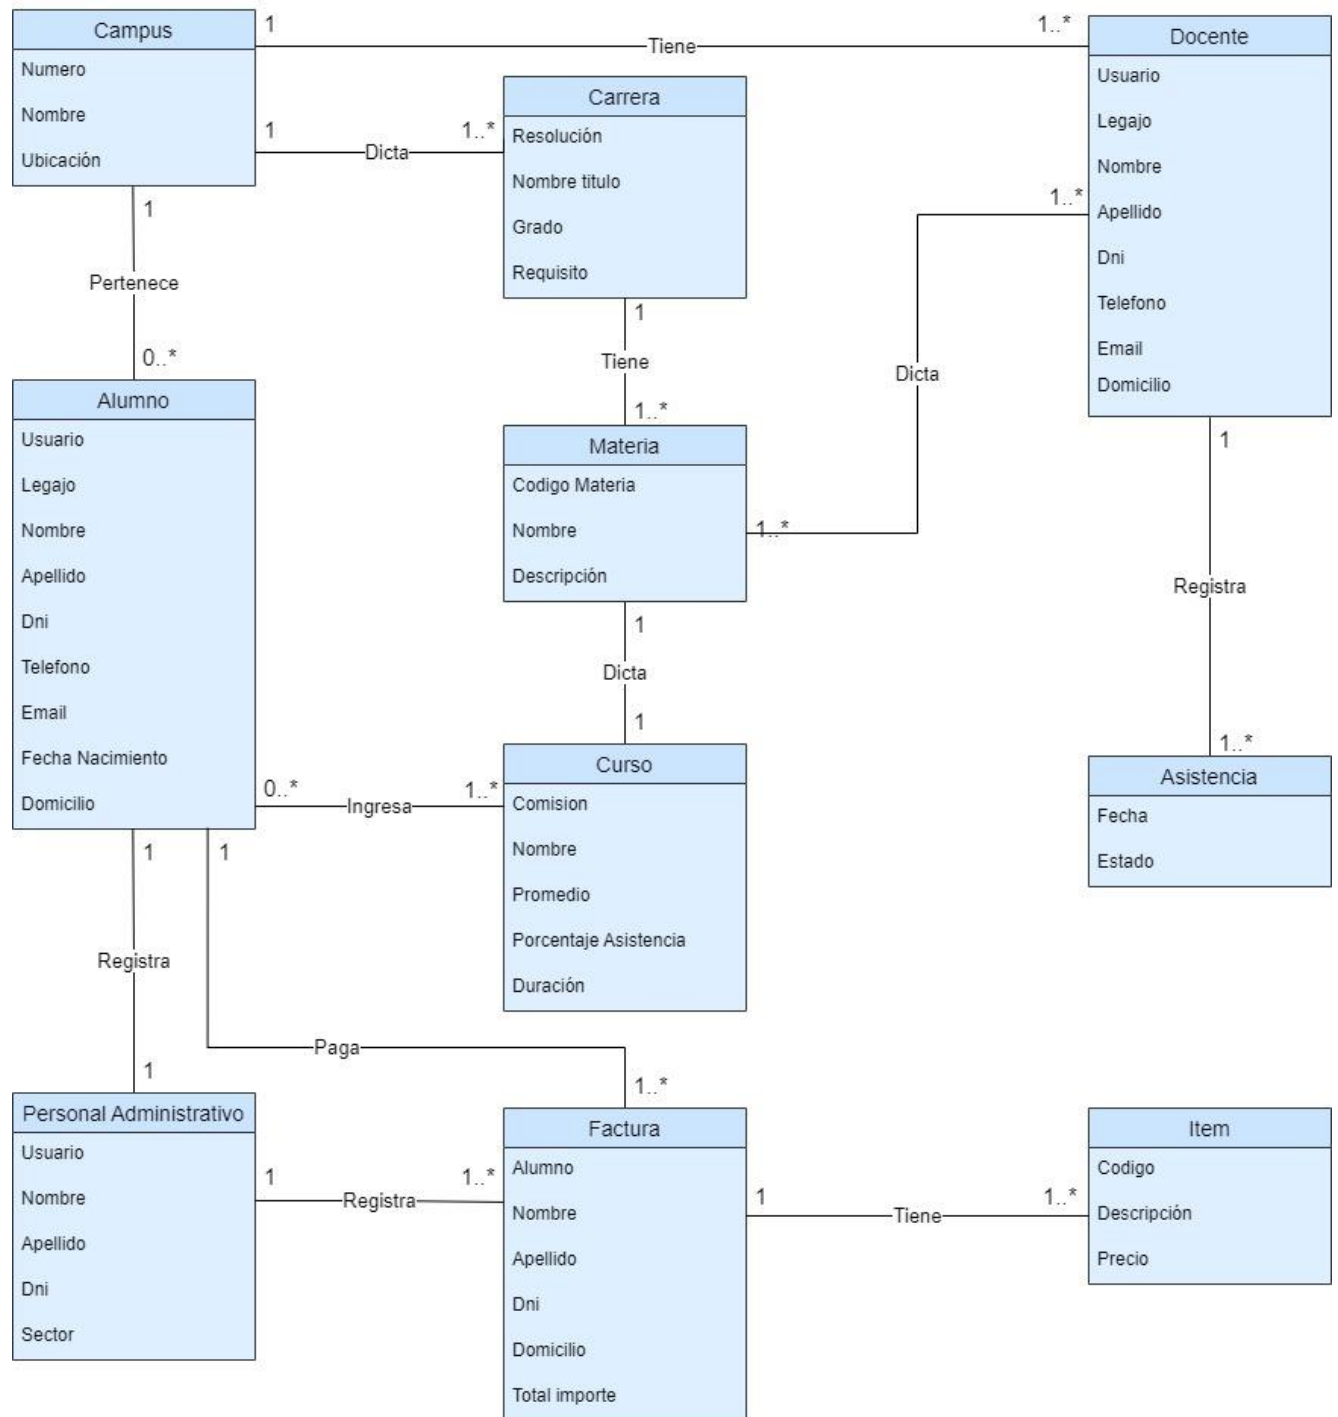 Campus
Numero
Nombre
Ubicación
1
Tiene
1..*
Docente
Usuario
Legajo
Nombre
Apellido
Dni
Telefono
Email
Domicilio
1
Dicta
1..*
Carrera
Resolución
Nombre titulo
Grado
Requisito
1
Pertenece
0..*
1
Tiene
1..*
1..*
Dicta
1..*
Alumno
Usuario
Legajo
Nombre
Apellido
Dni
Telefono
Email
Fecha Nacimiento
Domicilio
Materia
Codigo Materia
Nombre
Descripción
1
Dicta
1
1
Registra
1..*
0..*
Ingresa
1..*
Curso
Comision
Nombre
Promedio
Porcentaje Asistencia
Duración
Asistencia
Fecha
Estado
1
Registra
1
1
Paga
1..*
Personal Administrativo
Usuario
Nombre
Apellido
Dni
Sector
1
Registra
1..*
Factura
Alumno
Nombre
Apellido
Dni
Domicilio
Total importe
1
Tiene
1..*
Item
Codigo
Descripción
Precio